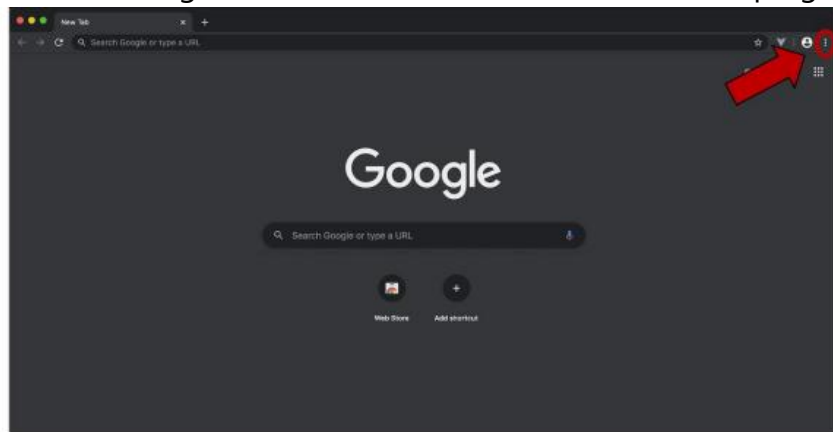 New Tab
Search Google or type a URL
Google
Search Google or type a URL
Web Store
Add shortcut